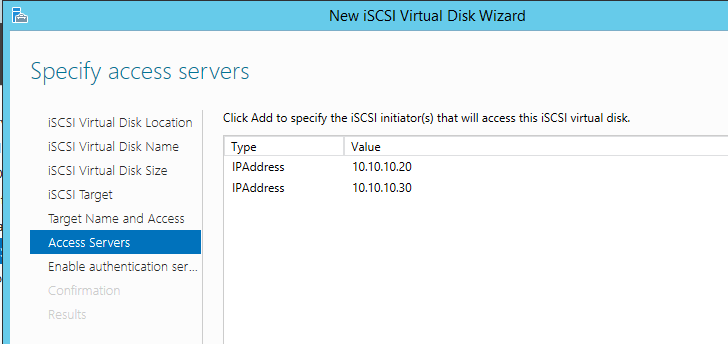 New iSCSI Virtual Disk Wizard
Specify access servers
iSCSI Virtual Disk Location
iSCSI Virtual Disk Name
iSCSI Virtual Disk Size
iSCSI Target
Target Name and Access
Access Servers
Enable authentication ser...
Confirmation
Results
Click Add to specify the iSCSI initiator(s) that will access this iSCSI virtual disk.
Type Value
IPAddress 10.10.10.20
IPAddress 10.10.10.30